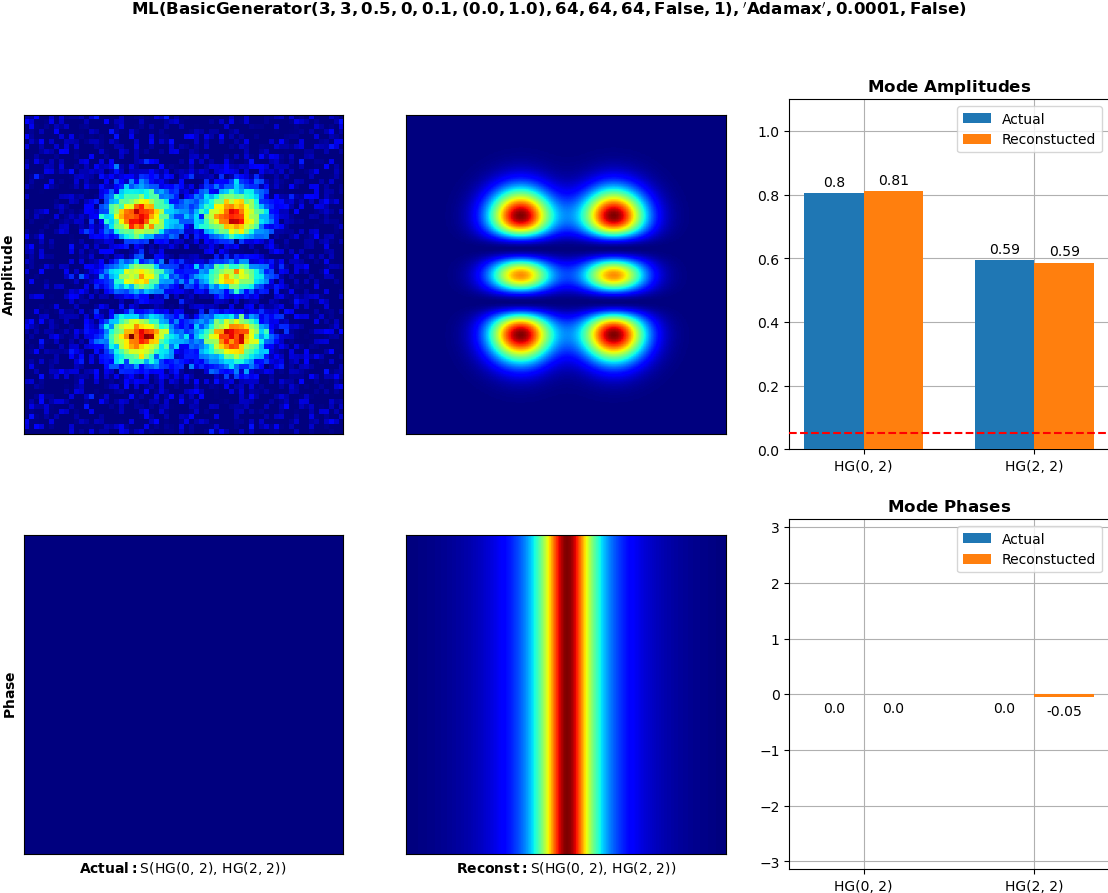 ML(BasicGenerator(3, 3, 0.5, 0, 0.1, (0.0, 1.0), 64, 64, 64, False, 1), ′Adamax′, 0.0001, False)
Amplitude
Mode Amplitudes
Actual
Reconstucted
1.0
0.8
0.6
0.4
0.2
0.0
0.8
0.81
0.59
0.59
HG(0, 2)
HG(2, 2)
Phase
Actual: S(HG(0, 2), HG(2, 2))
Reconst: S(HG(0, 2), HG(2, 2))
Mode Phases
Actual
Reconstucted
3
2
1
0
−1
−2
−3
0.0
0.0
0.0
-0.05
HG(0, 2)
HG(2, 2)